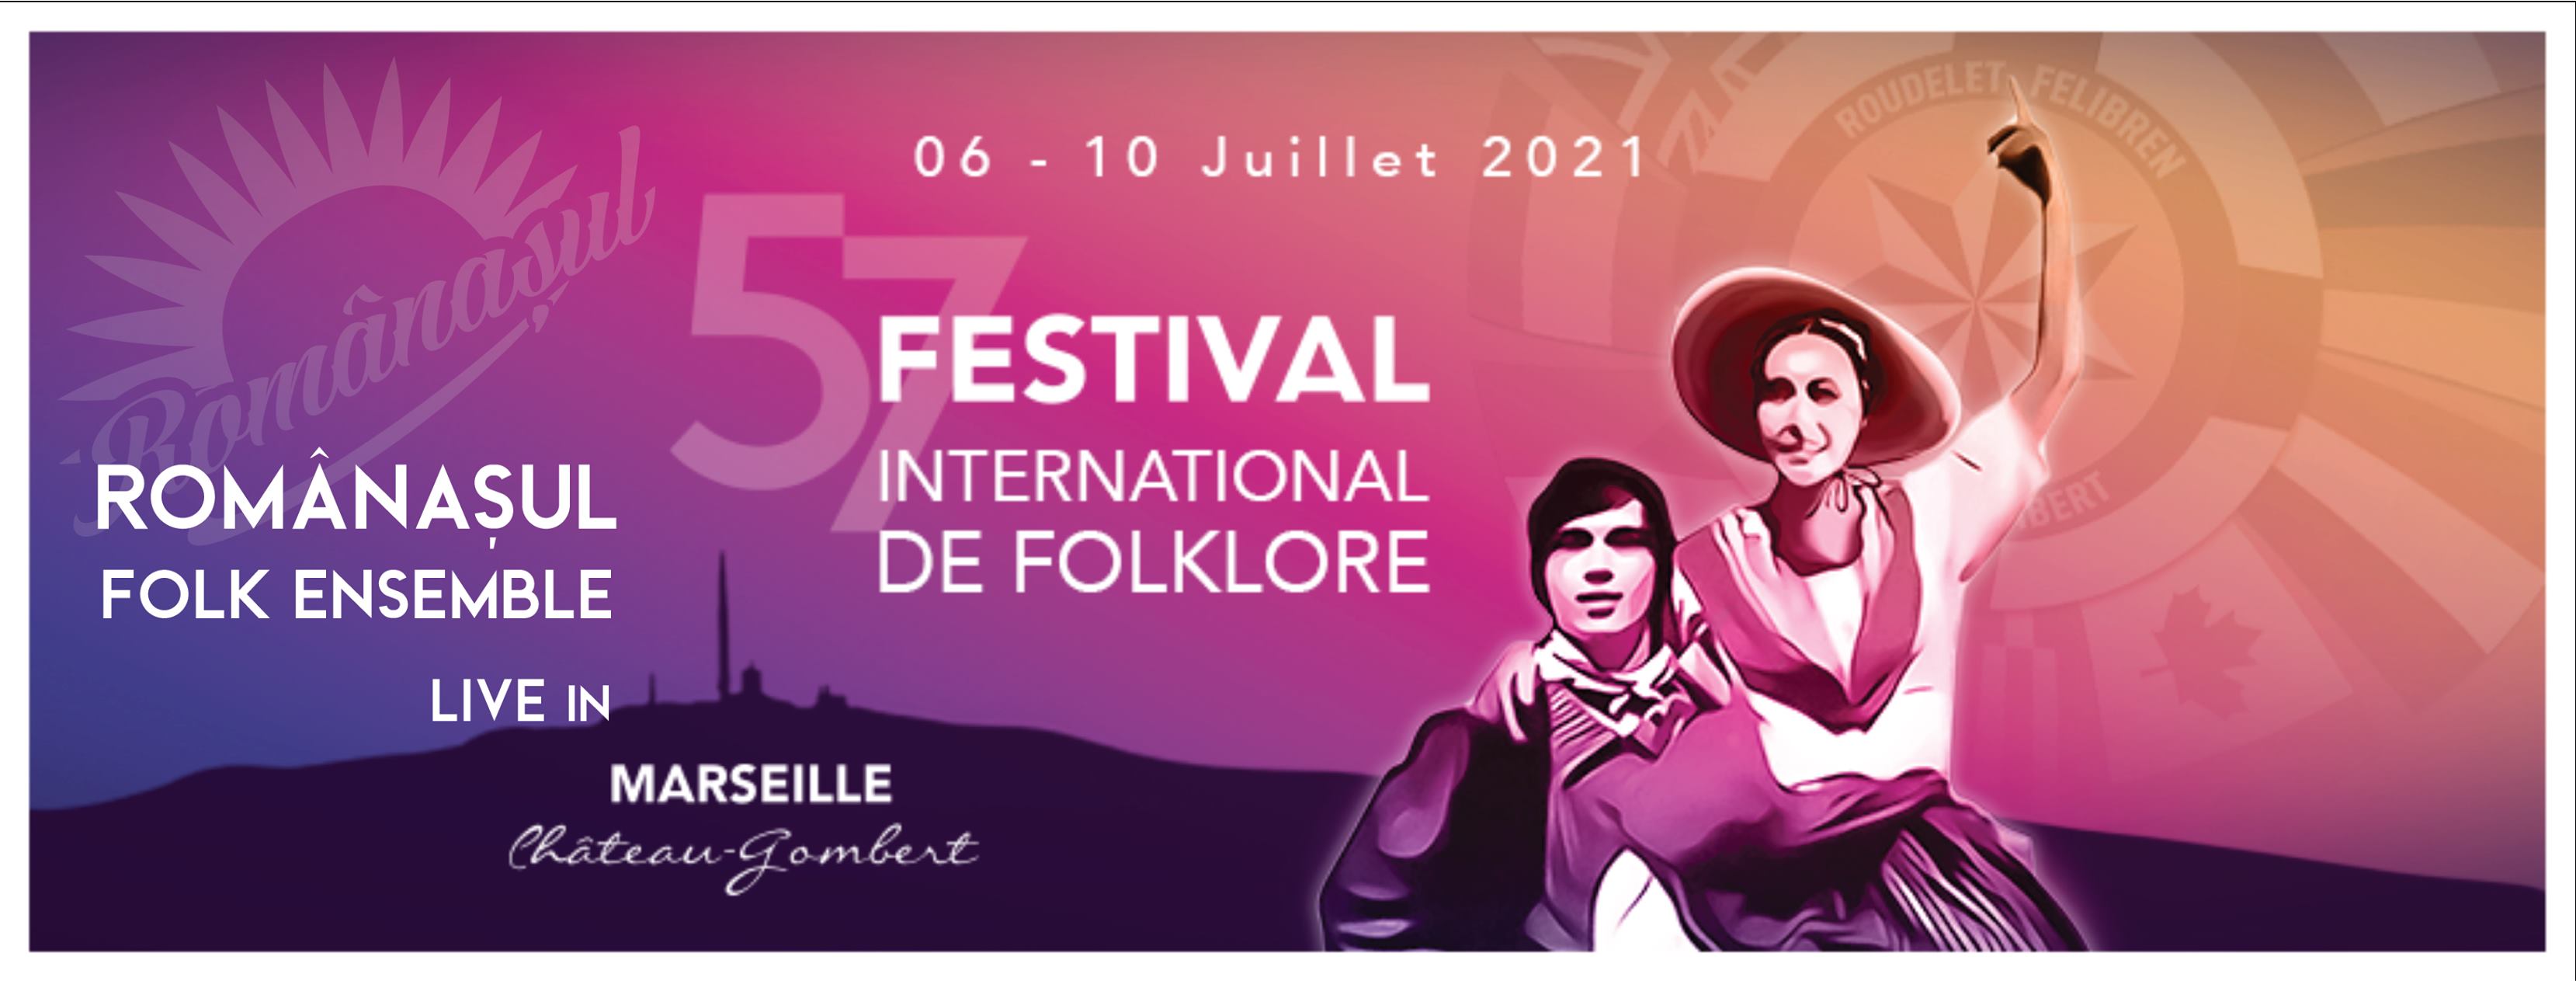 Românașul
ROMÂNAȘUL
FOLK ENSEMBLE
LIVE IN
MARSEILLE
Château-Gombert
06 - 10 Juillet 2021
57
FESTIVAL
INTERNATIONAL
DE FOLKLORE
ROUDELET FELIBREN